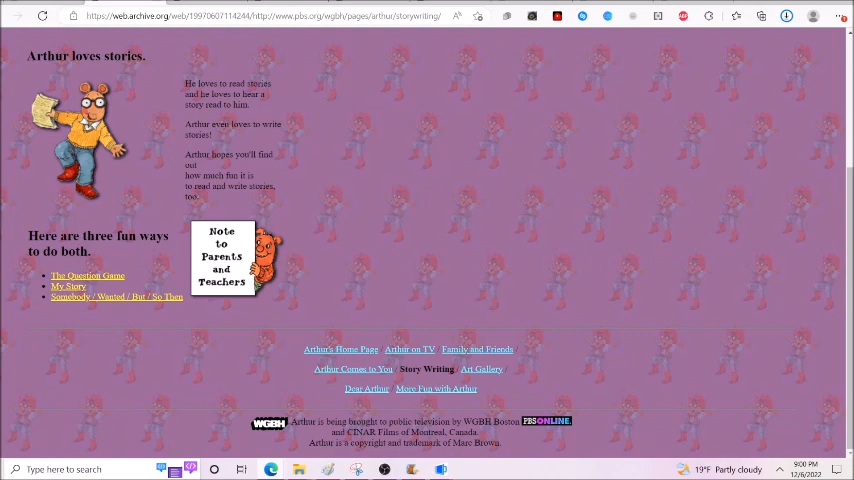 https://web.archive.org/web/19970607114244/http://www.pbs.org/wgbh/pages/arthur/storywriting/
Arthur loves stories.
He loves to read stories
and he loves to hear a
story read to him.
Arthur even loves to write
stories!
Arthur hopes you'll find
out
how much fun it is
to read and write stories,
too.
Here are three fun ways
to do both.
The Question Game
My Story
Somebody / Wanted / But / So Then
Note
to
Parents
and
Teachers
Arthur's Home Page / Arthur on TV / Family and Friends /
Arthur Comes to You / Story Writing / Art Gallery /
Dear Arthur / More Fun with Arthur
WGBH Arthur is being brought to public television by WGBH Boston PBS ONLINE.
and CINAR Films of Montreal, Canada.
Arthur is a copyright and trademark of Marc Brown.
Type here to search
19°F Partly cloudy
9:00 PM
12/6/2022